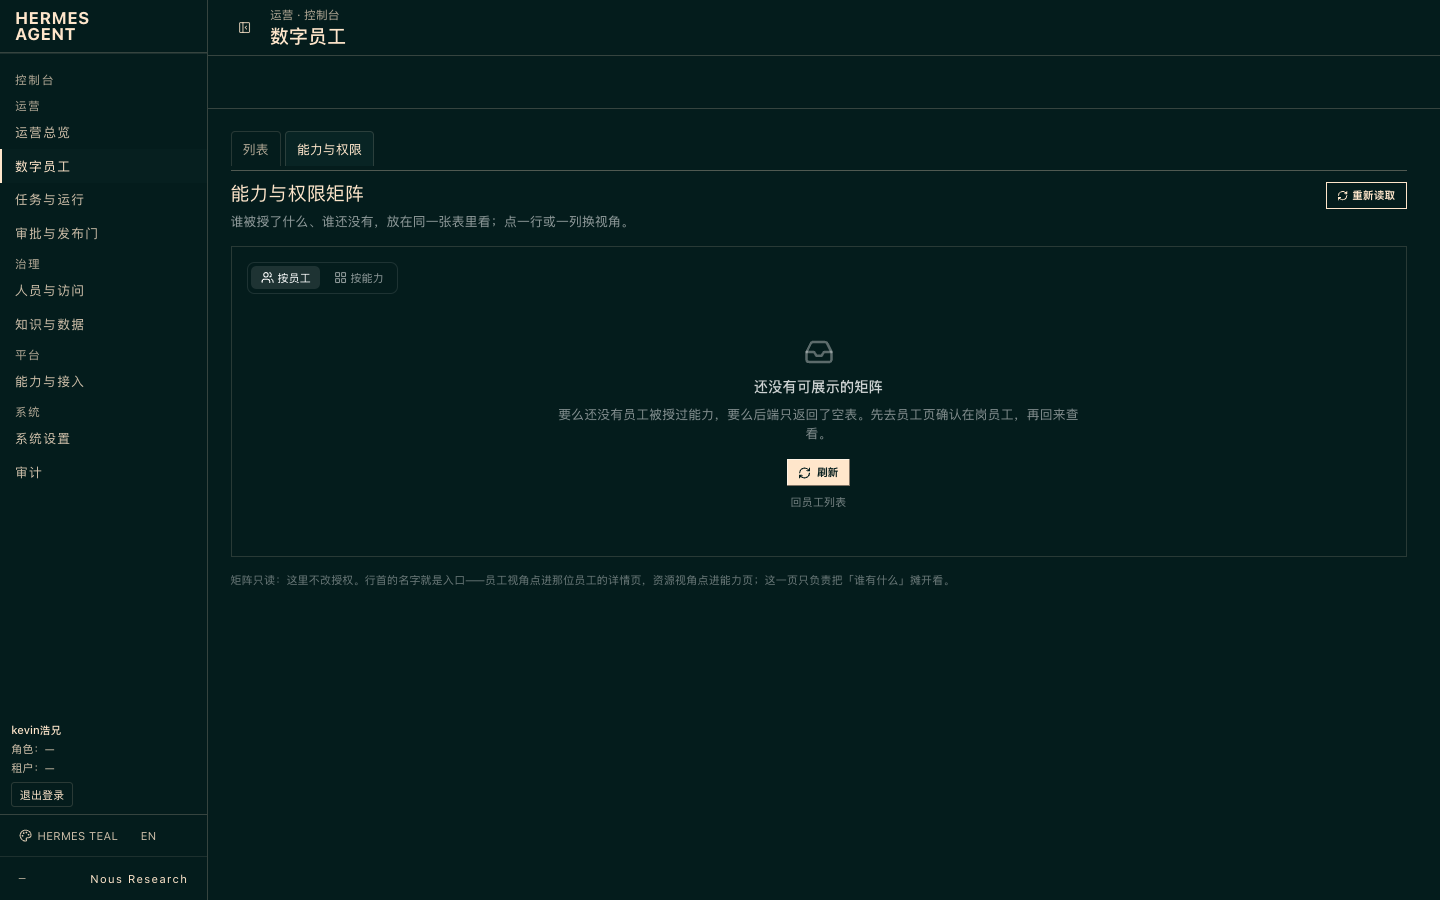 HERMES
AGENT
控制台
运营
运营总览
数字员工
任务与运行
审批与发布门
治理
人员与访问
知识与数据
平台
能力与接入
系统
系统设置
审计
kevin浩兄
角色：—
租户：—
退出登录
HERMES TEAL EN
— Nous Research
运营 · 控制台
数字员工
列表 能力与权限
能力与权限矩阵
重新读取
谁被授了什么、谁还没有，放在同一张表里看；点一行或一列换视角。
按员工 按能力
还没有可展示的矩阵
要么还没有员工被授过能力，要么后端只返回了空表。先去员工页确认在岗员工，再回来查
看。
刷新
回员工列表
矩阵只读：这里不改授权。行首的名字就是入口——员工视角点进那位员工的详情页，资源视角点进能力页；这一页只负责把「谁有什么」摊开看。